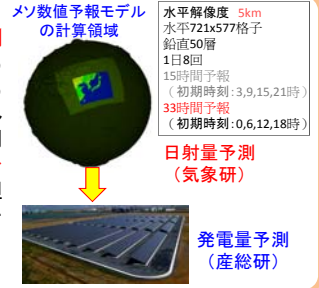 メソ数値予報モデル
の計算領域
水平解像度 5km
水平721x577格子
鉛直50層
1日8回
15時間予報
（初期時刻:3,9,15,21時）
33時間予報
（初期時刻:0,6,12,18時）
日射量予測
（気象研）
発電量予測
（産総研）